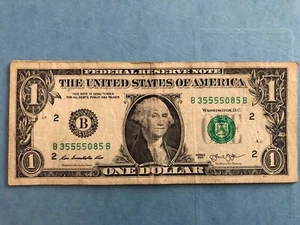 FEDERAL RESERVE NOTE
THE UNITED STATES OF AMERICA
THIS NOTE IS LEGAL TENDER
FOR ALL DEBTS, PUBLIC AND PRIVATE
B 35555085 B
WASHINGTON, D.C.
1
1
2
B
2
B 35555085 B
2
2
1
1
ONE DOLLAR